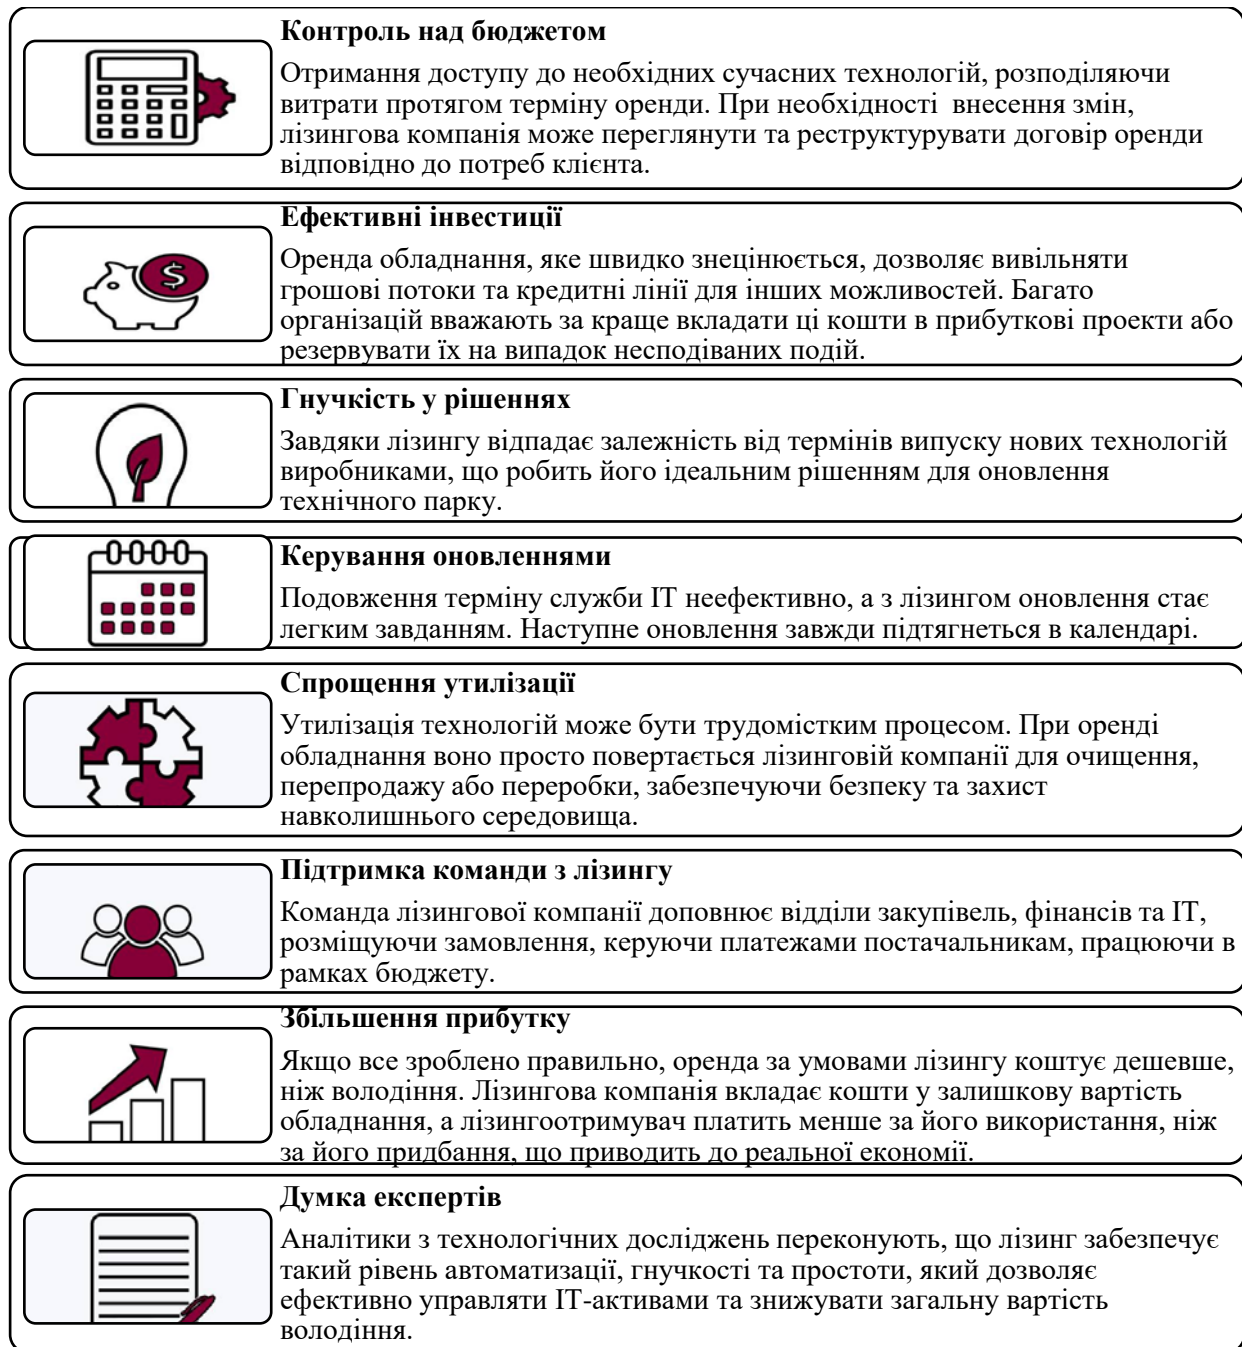 Контроль над бюджетом
Отримання доступу до необхідних сучасних технологій, розподіляючи
витрати протягом терміну оренди. При необхідності внесення змін,
лізингова компанія може переглянути та реструктурувати договір оренди
відповідно до потреб клієнта.
Ефективні інвестиції
Оренда обладнання, яке швидко знецінюється, дозволяє вивільняти
грошові потоки та кредитні лінії для інших можливостей. Багато
організацій вважають за краще вкладати ці кошти в прибуткові проекти або
резервувати їх на випадок несподіваних подій.
Гнучкість у рішеннях
Завдяки лізингу відпадає залежність від термінів випуску нових технологій
виробниками, що робить його ідеальним рішенням для оновлення
технічного парку.
Керування оновленнями
Подовження терміну служби ІТ неефективно, а з лізингом оновлення стає
легким завданням. Наступне оновлення завжди підтягнеться в календарі.
Спрощення утилізації
Утилізація технологій може бути трудомістким процесом. При оренді
обладнання воно просто повертається лізинговій компанії для очищення,
перепродажу або переробки, забезпечуючи безпеку та захист
навколишнього середовища.
Підтримка команди з лізингу
Команда лізингової компанії доповнює відділи закупівель, фінансів та ІТ,
розміщуючи замовлення, керуючи платежами постачальникам, працюючи в
рамках бюджету.
Збільшення прибутку
Якщо все зроблено правильно, оренда за умовами лізингу коштує дешевше,
ніж володіння. Лізингова компанія вкладає кошти у залишкову вартість
обладнання, а лізингоотримувач платить менше за його використання, ніж
за його придбання, що приводить до реальної економії.
Думка експертів
Аналітики з технологічних досліджень переконують, що лізинг забезпечує
такий рівень автоматизації, гнучкості та простоти, який дозволяє
ефективно управляти ІТ-активами та знижувати загальну вартість
володіння.
$